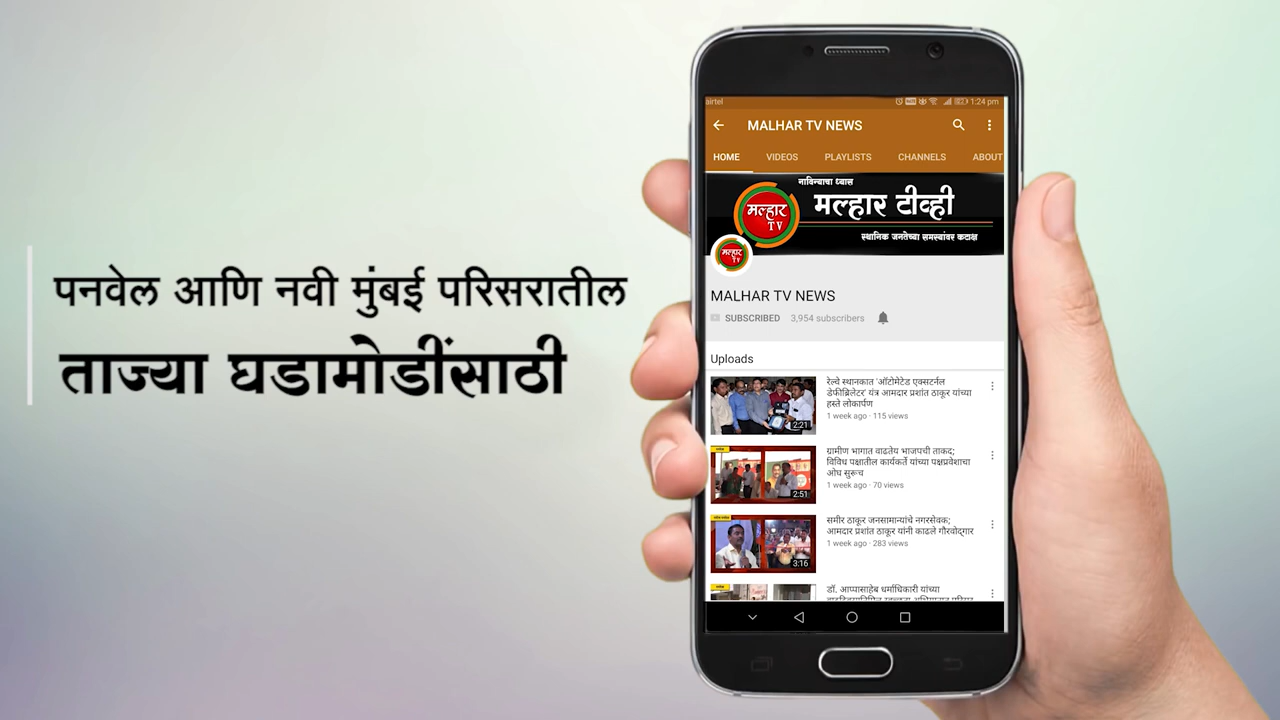 पनवेल आणि नवी मुंबई परिसरातील
ताज्या घडामोडींसाठी
airtel
1:24 pm
MALHAR TV NEWS
HOME VIDEOS PLAYLISTS CHANNELS ABOUT
नाविन्याचा ध्यास
मल्हार टीव्ही
मल्हार
TV
स्थानिक जनतेच्या समस्यांवर कटाक्ष
मल्हार
TV
MALHAR TV NEWS
SUBSCRIBED 3,954 subscribers
Uploads
रेल्वे स्थानकात 'ऑटोमेटेड एक्सटर्नल
डेफीब्रिलेटर' यंत्र आमदार प्रशांत ठाकूर यांच्या
हस्ते लोकार्पण
1 week ago · 115 views
2:21
ग्रामीण भागात वाढतेय भाजपची ताकद;
विविध पक्षातील कार्यकर्ते यांच्या पक्षप्रवेशाचा
ओघ सुरूच
1 week ago · 70 views
2:51
समीर ठाकूर जनसामान्यांचे नगरसेवक;
आमदार प्रशांत ठाकूर यांनी काढले गौरवोद्गार
1 week ago · 283 views
3:16
डॉ. आप्पासाहेब धर्माधिकारी यांच्या